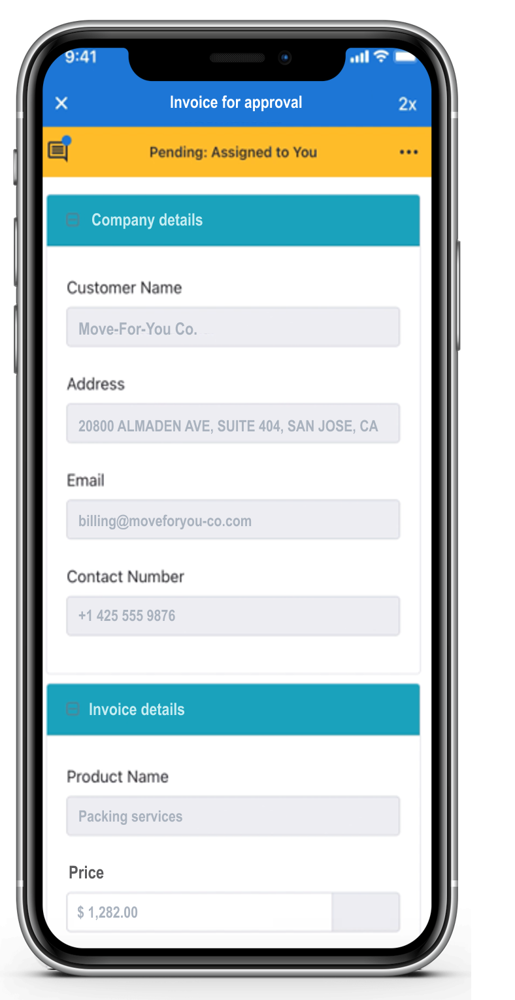 9:41
Invoice for approval
2x
Pending: Assigned to You
Company details
Customer Name
Move-For-You Co.
Address
20800 ALMADEN AVE, SUITE 404, SAN JOSE, CA
Email
billing@moveforyou-co.com
Contact Number
+1 425 555 9876
Invoice details
Product Name
Packing services
Price
$ 1,282.00